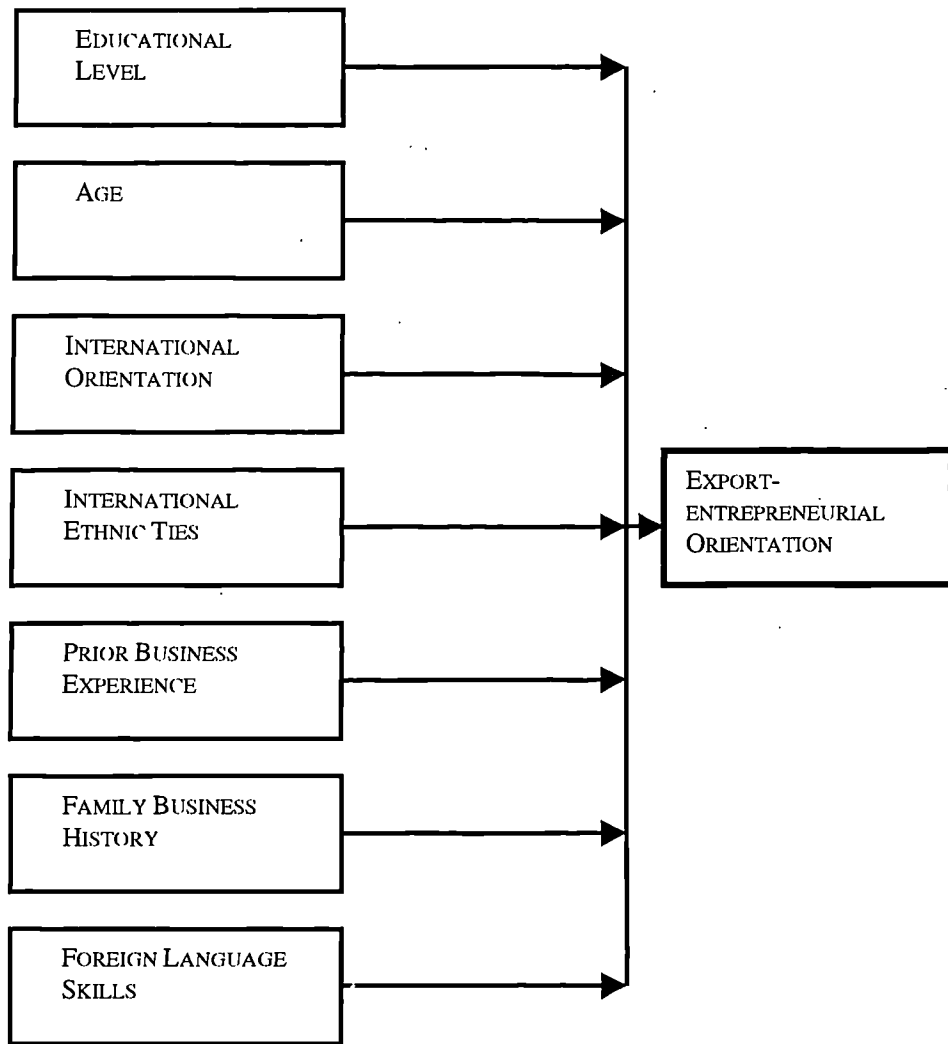 EDUCATIONAL
LEVEL
AGE
INTERNATIONAL
ORIENTATION
INTERNATIONAL
ETHNIC TIES
PRIOR BUSINESS
EXPERIENCE
FAMILY BUSINESS
HISTORY
FOREIGN LANGUAGE
SKILLS
EXPORT-
ENTREPRENEURIAL
ORIENTATION